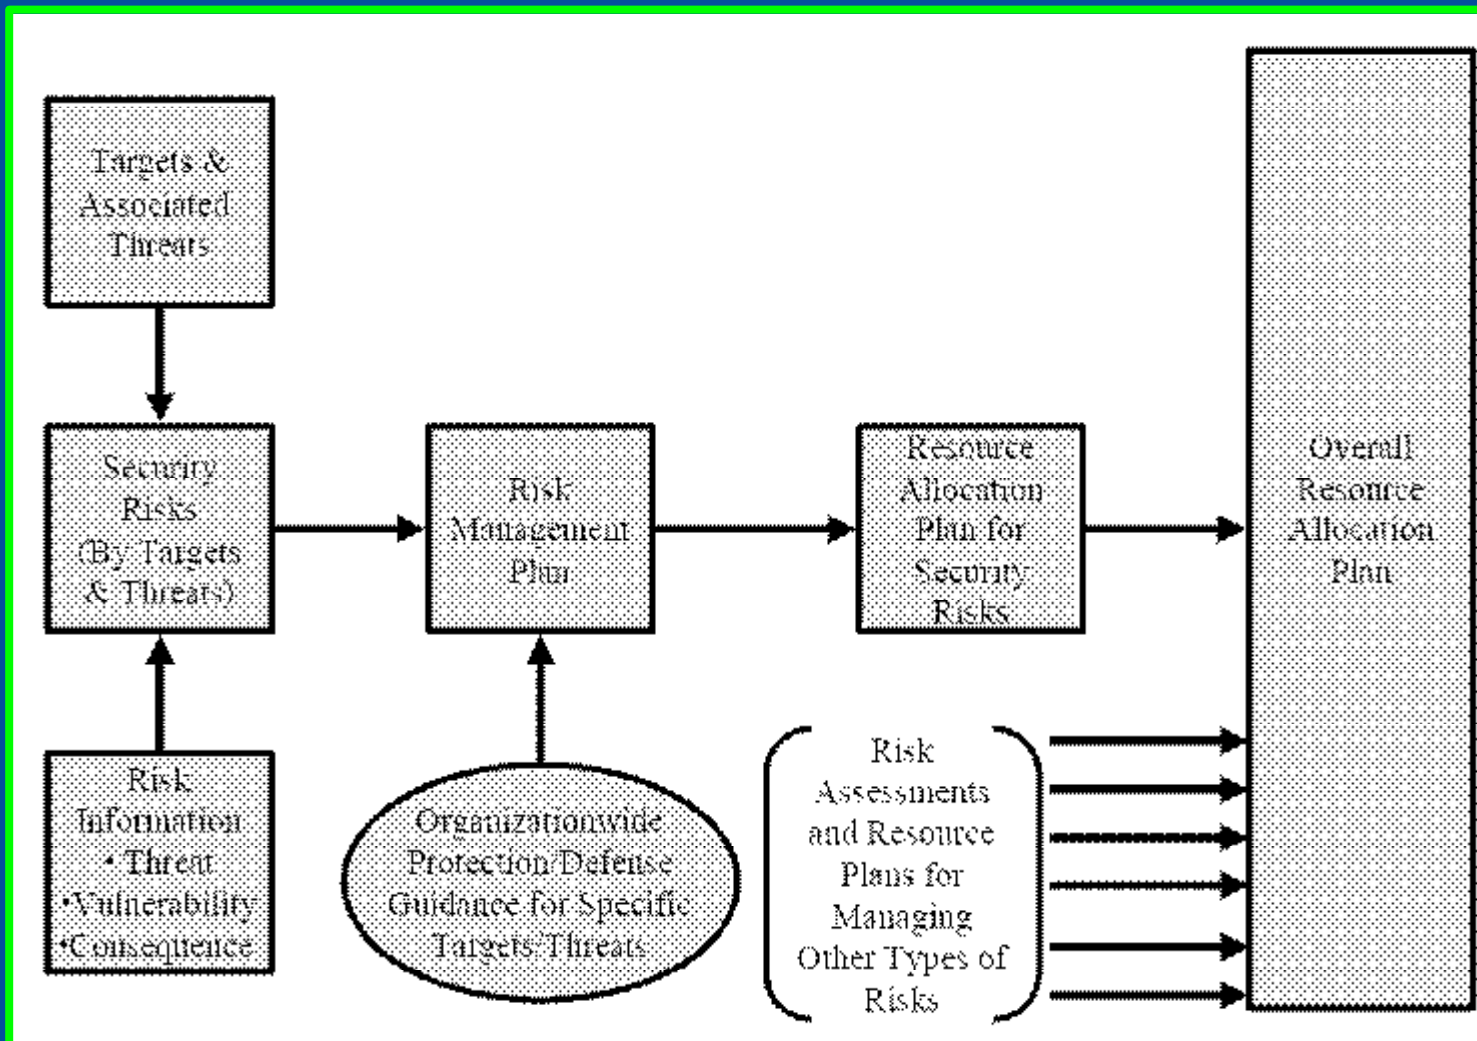 Targets &
Associated
Threats
Security
Risks
(By Targets
& Threats)
Risk
Management
Plan
Resource
Allocation
Plan for
Security
Risks
Overall
Resource
Allocation
Plan
Risk
Information
• Threat
•Vulnerability
•Consequence
Organizationwide
Protection/Defense
Guidance for Specific
Targets/Threats
Risk
Assessments
and Resource
Plans for
Managing
Other Types of
Risks